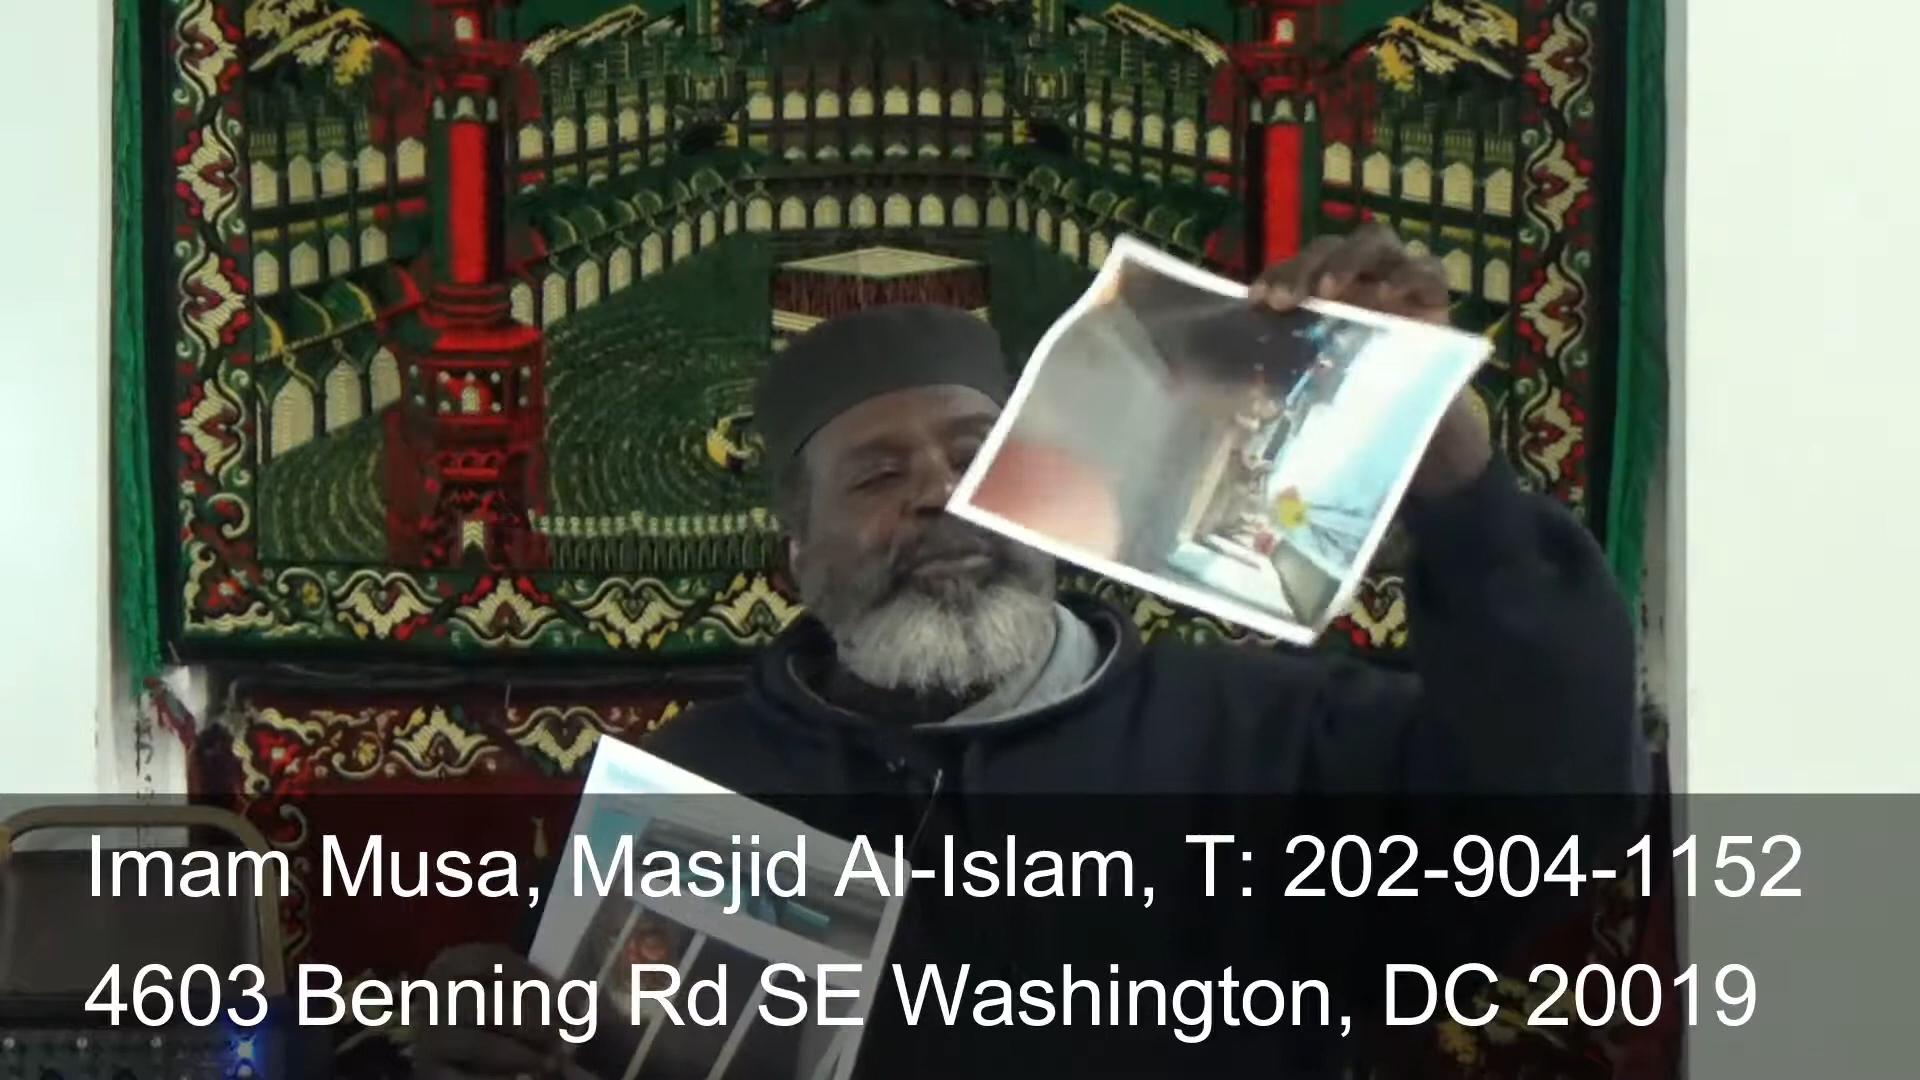 Imam Musa, Masjid Al-Islam, T: 202-904-1152
4603 Benning Rd SE Washington, DC 20019